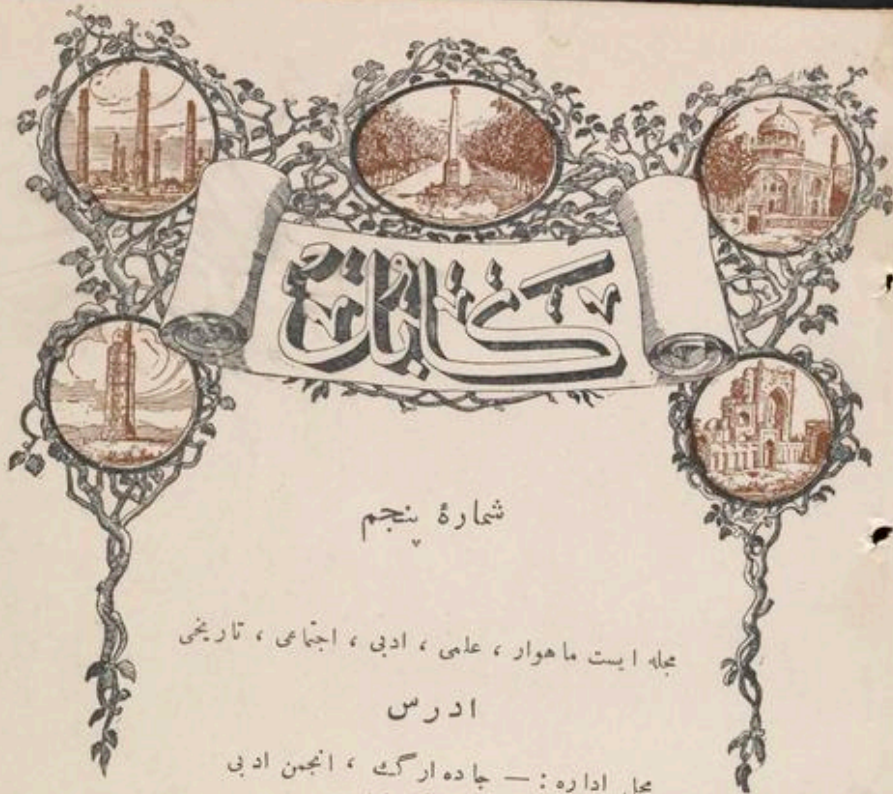 کابل
شمارهٔ پنجم
مجله ایست ماهوار ، علمی ، ادبی ، اجتماعی ، تاریخی
ادرس
محل اداره : — جاده ارگ ، انجمن ادبی